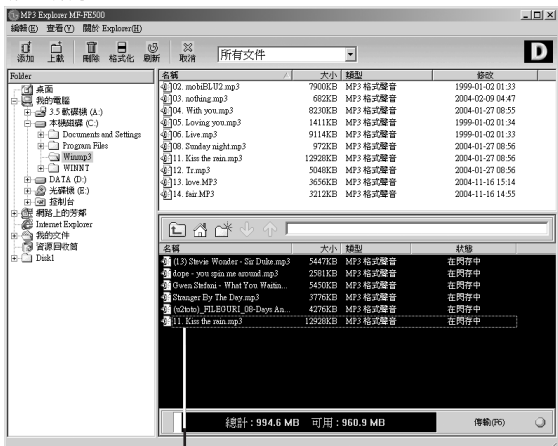 MP3 Explorer MF-FE500
編輯(E) 查看(V) 關於 Explorer(H)
添加 上載 刪除 格式化 刷新 取消 所有文件 D
Folder
桌面
我的電腦
3.5 軟碟機 (A:)
本機磁碟 (C:)
Documents and Settings
Program Files
Winmp3
WINNT
DATA (D:)
光碟機 (E:)
控制台
網路上的芳鄰
Internet Explorer
我的文件
資源回收筒
Disk1
名稱 大小 類型 修改
02. mobiBLU2.mp3 7900KB MP3 格式聲音 1999-01-02 01:33
03. nothing.mp3 682KB MP3 格式聲音 2004-02-09 04:47
04. With you.mp3 8230KB MP3 格式聲音 2004-01-27 08:55
05. Loving you.mp3 1411KB MP3 格式聲音 1999-01-02 01:34
06. Live.mp3 9114KB MP3 格式聲音 1999-01-02 01:33
08. Sunday night.mp3 972KB MP3 格式聲音 2004-01-27 08:56
11. Kiss the rain.mp3 12928KB MP3 格式聲音 2004-01-27 08:56
12. Tr.mp3 5048KB MP3 格式聲音 2004-01-27 08:56
13. love.MP3 3656KB MP3 格式聲音 2004-11-16 15:14
14. fair.MP3 3212KB MP3 格式聲音 2004-11-16 14:55
名稱 大小 類型 狀態
(13) Stevie Wonder - Sir Duke.mp3 5447KB MP3 格式聲音 在閃存中
dope - you spin me around.mp3 2581KB MP3 格式聲音 在閃存中
Gwen Stefani - What You Waitin... 5450KB MP3 格式聲音 在閃存中
Stranger By The Day.mp3 3776KB MP3 格式聲音 在閃存中
(u2toto)_FILEGURI_08-Days An... 4276KB MP3 格式聲音 在閃存中
11. Kiss the rain.mp3 12928KB MP3 格式聲音 在閃存中
總計 : 994.6 MB 可用 : 960.9 MB 傳輸(F6)